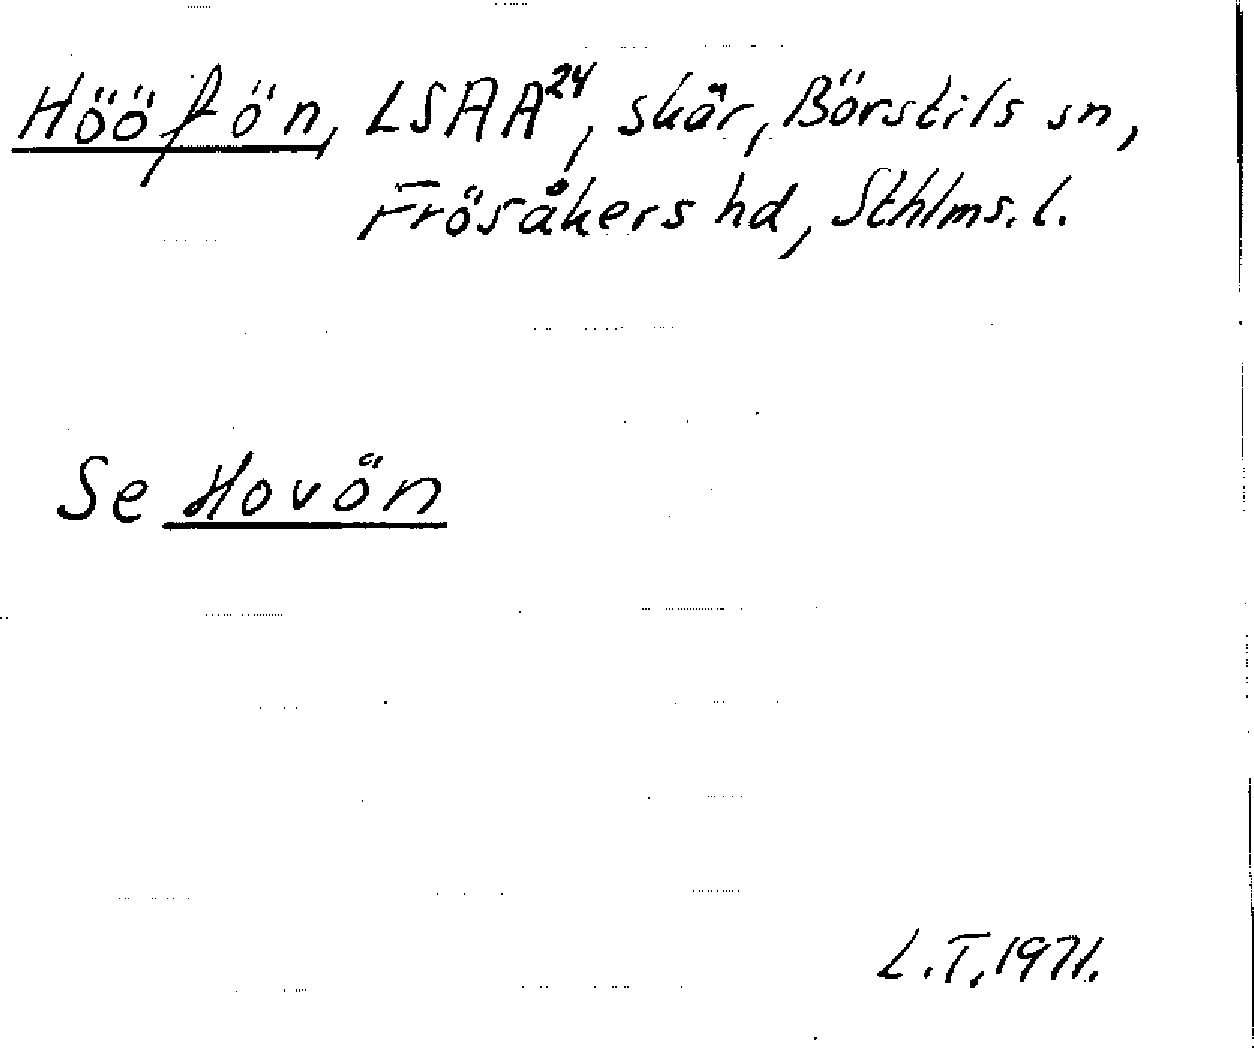 Hööfön, LSAA24, skär, Börstils sn,
Frösåkers hd, Sthlms. l.
Se Hovön
L.T. 1971.